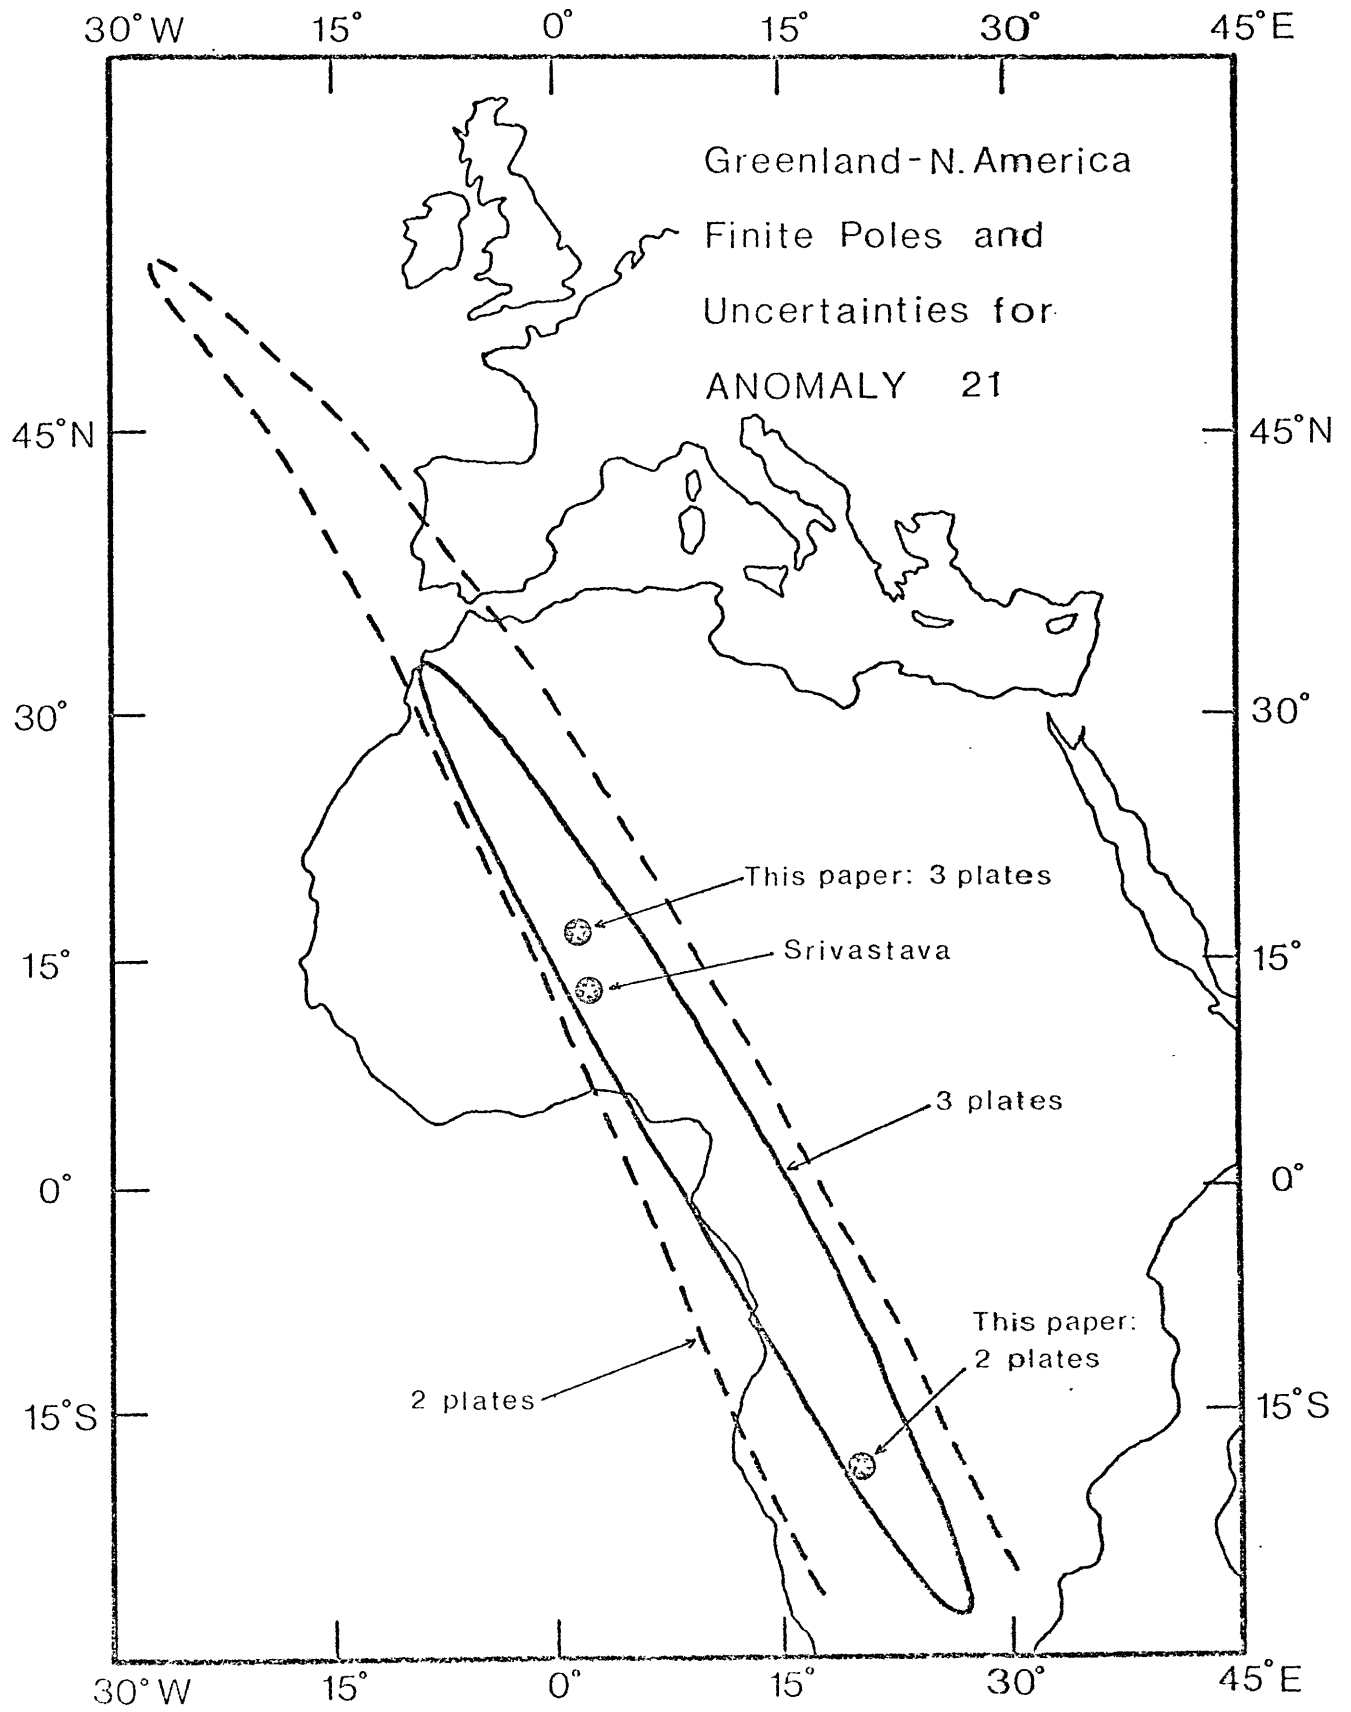 30°W 15° 0° 15° 30° 45°E
Greenland-N. America
Finite Poles and
Uncertainties for
ANOMALY 21
45°N 45°N
30° 30°
This paper: 3 plates
Srivastava
15° 15°
3 plates
0° 0°
This paper:
2 plates
2 plates
15°S 15°S
30°W 15° 0° 15° 30° 45°E